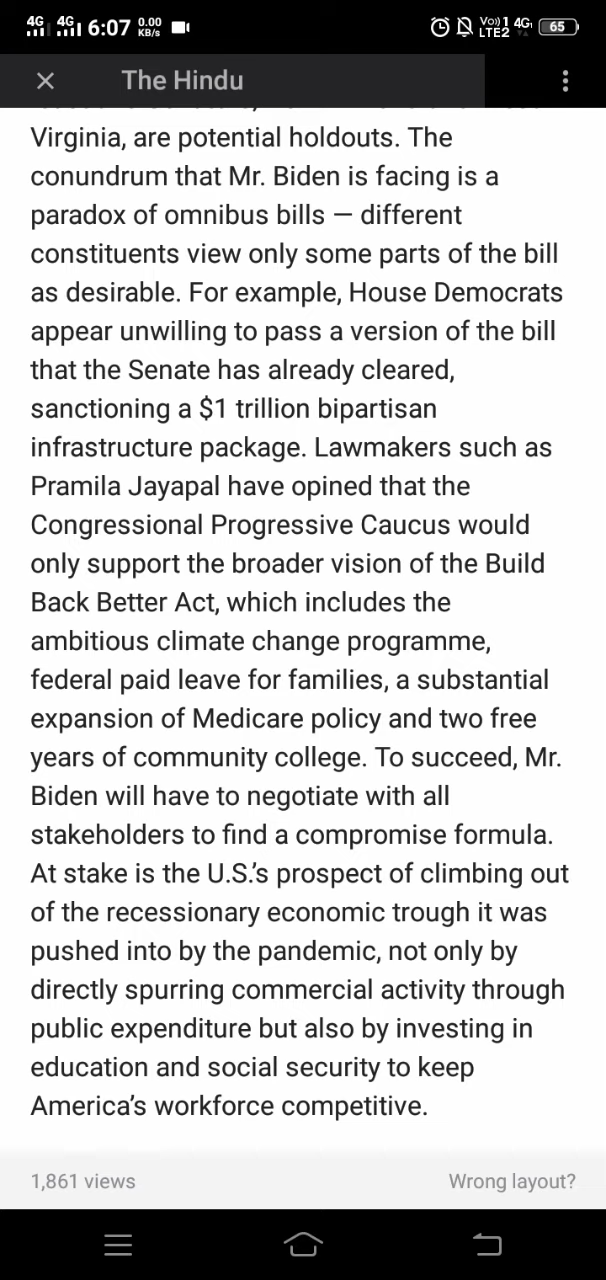 4G 4G 6:07 0.00 KB/s Vo)) 1 4G LTE2 65
The Hindu
Virginia, are potential holdouts. The
conundrum that Mr. Biden is facing is a
paradox of omnibus bills — different
constituents view only some parts of the bill
as desirable. For example, House Democrats
appear unwilling to pass a version of the bill
that the Senate has already cleared,
sanctioning a $1 trillion bipartisan
infrastructure package. Lawmakers such as
Pramila Jayapal have opined that the
Congressional Progressive Caucus would
only support the broader vision of the Build
Back Better Act, which includes the
ambitious climate change programme,
federal paid leave for families, a substantial
expansion of Medicare policy and two free
years of community college. To succeed, Mr.
Biden will have to negotiate with all
stakeholders to find a compromise formula.
At stake is the U.S.’s prospect of climbing out
of the recessionary economic trough it was
pushed into by the pandemic, not only by
directly spurring commercial activity through
public expenditure but also by investing in
education and social security to keep
America’s workforce competitive.
1,861 views Wrong layout?